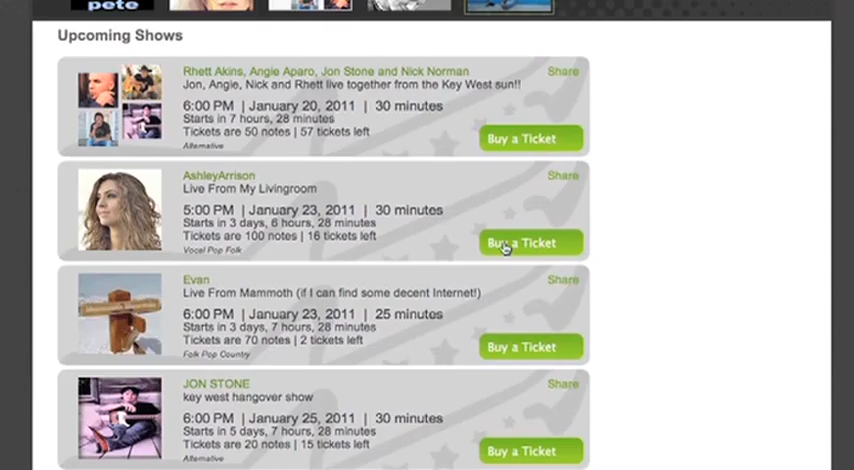 pete
Upcoming Shows
Rhett Akins, Angie Aparo, Jon Stone and Nick Norman
Share
Jon, Angie, Nick and Rhett live together from the Key West sun!!
6:00 PM | January 20, 2011 | 30 minutes
Starts in 7 hours, 28 minutes
Tickets are 50 notes | 57 tickets left
Buy a Ticket
Alternative
AshleyArrison
Share
Live From My Livingroom
5:00 PM | January 23, 2011 | 30 minutes
Starts in 3 days, 6 hours, 28 minutes
Tickets are 100 notes | 16 tickets left
Buy a Ticket
Vocal Pop Folk
Evan
Share
Live From Mammoth (if I can find some decent Internet!)
6:00 PM | January 23, 2011 | 25 minutes
Starts in 3 days, 7 hours, 28 minutes
Tickets are 70 notes | 2 tickets left
Buy a Ticket
Folk Pop Country
JON STONE
Share
key west hangover show
6:00 PM | January 25, 2011 | 30 minutes
Starts in 5 days, 7 hours, 28 minutes
Tickets are 20 notes | 15 tickets left
Buy a Ticket
Alternative